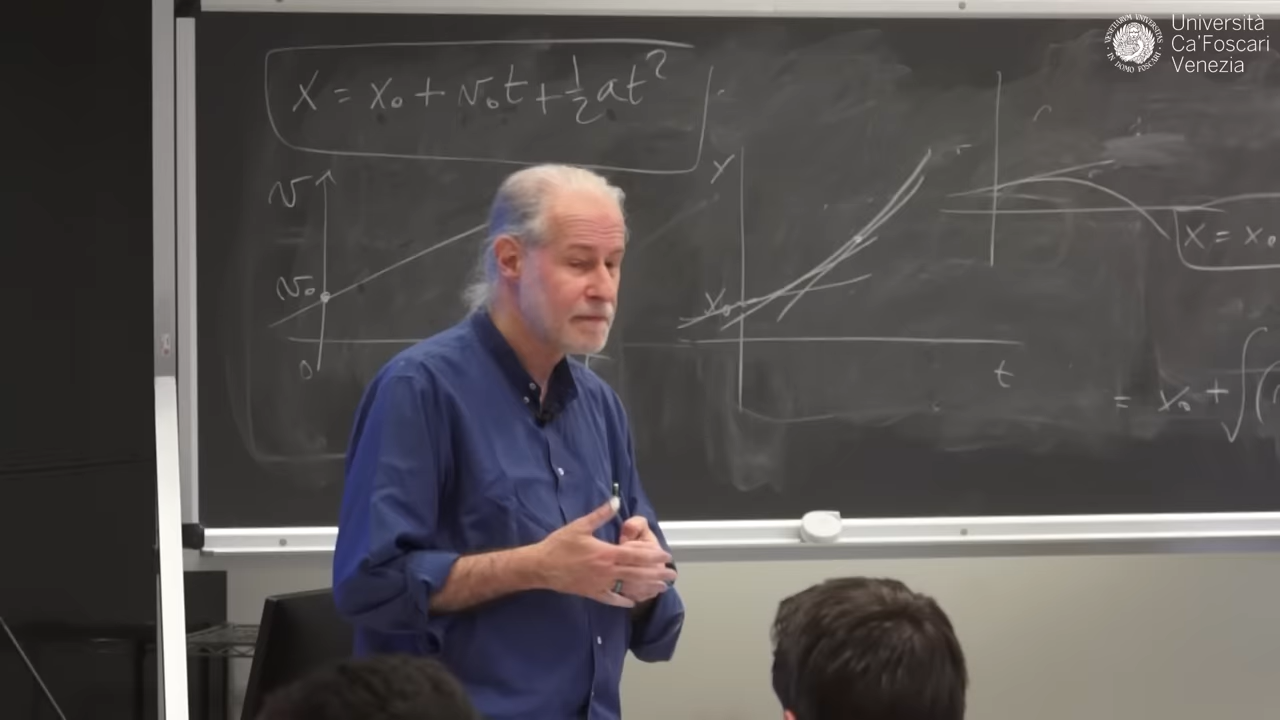 Università
Ca'Foscari
Venezia
x = x₀ + v₀t + ½at²
v
v₀
0
x₀
t
x = x₀
= x₀ + ∫(